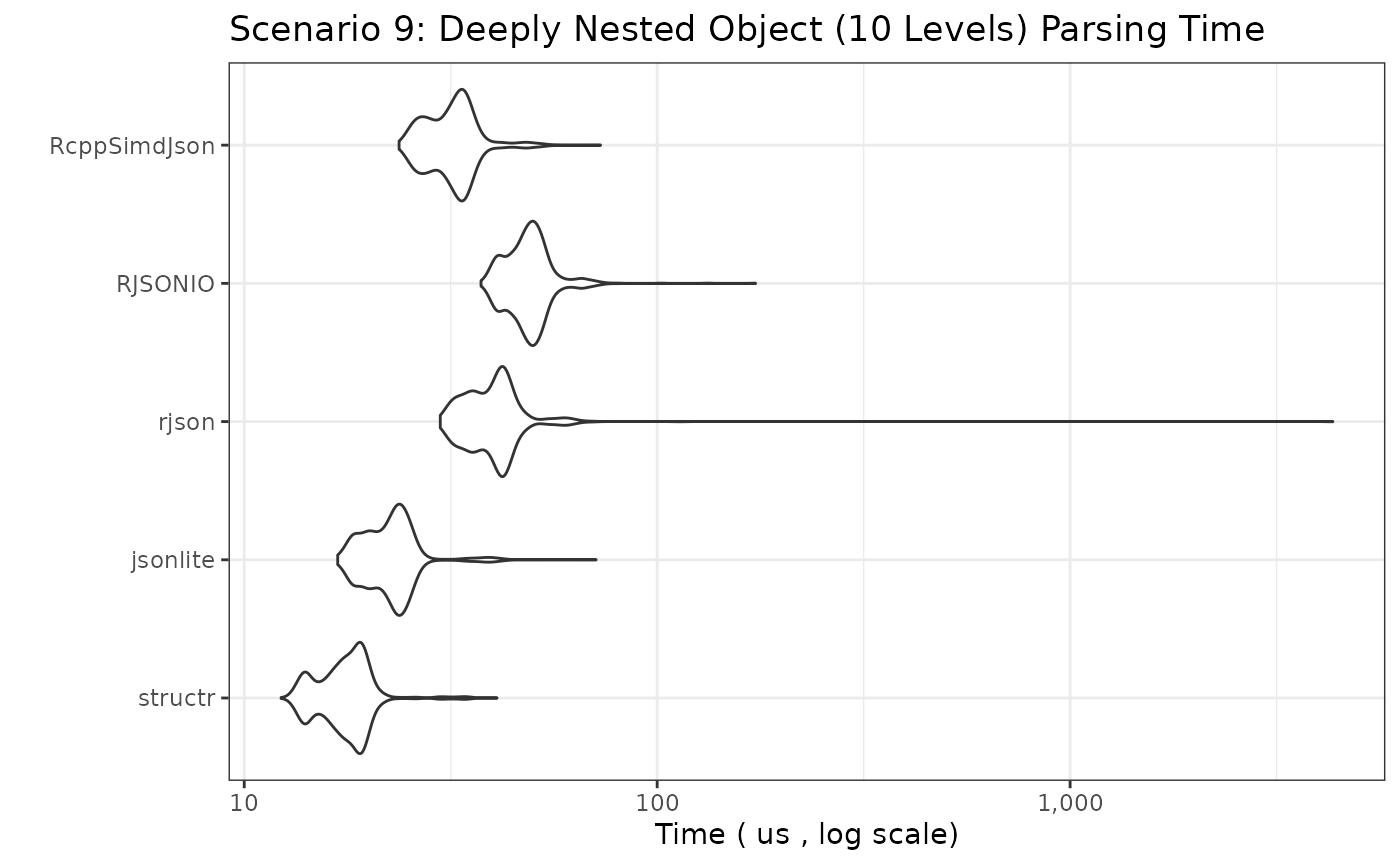 Scenario 9: Deeply Nested Object (10 Levels) Parsing Time
RcppSimdJson
RJSONIO
rjson
jsonlite
structr
10 100 1,000
Time ( us , log scale)